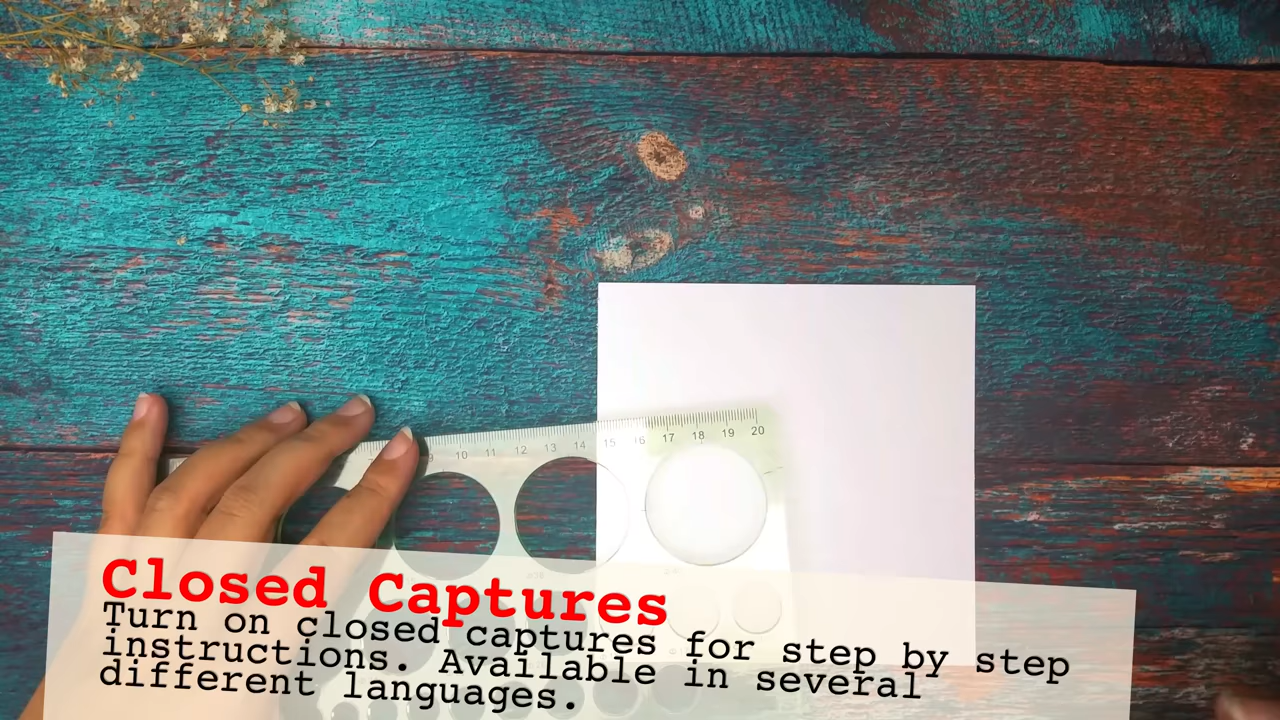 9 10 11 12 13 14 15 16 17 18 19 20
Closed Captures
Turn on closed captures for step by step
instructions. Available in several
different languages.